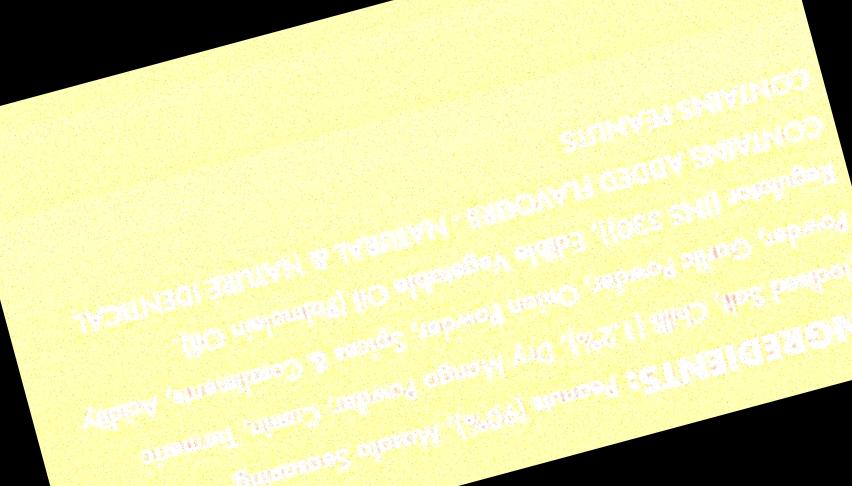 INGREDIENTS: Peanuts (90%), Masala Seasoning
Iodised Salt, Chilli (1.2%), Dry Mango Powder, Cumin, Turmeric
Powder, Garlic Powder, Onion Powder, Spices & Condiments, Acidity
Regulator (INS 330)), Edible Vegetable Oil (Palmolein Oil).
CONTAINS ADDED FLAVOURS - NATURAL & NATURE IDENTICAL
CONTAINS PEANUTS